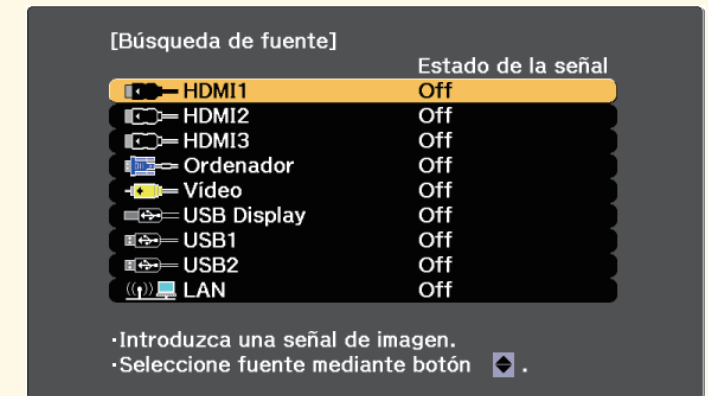 [Búsqueda de fuente]
Estado de la señal
HDMI1 Off
HDMI2 Off
HDMI3 Off
Ordenador Off
Vídeo Off
USB Display Off
USB1 Off
USB2 Off
LAN Off
·Introduzca una señal de imagen.
·Seleccione fuente mediante botón .